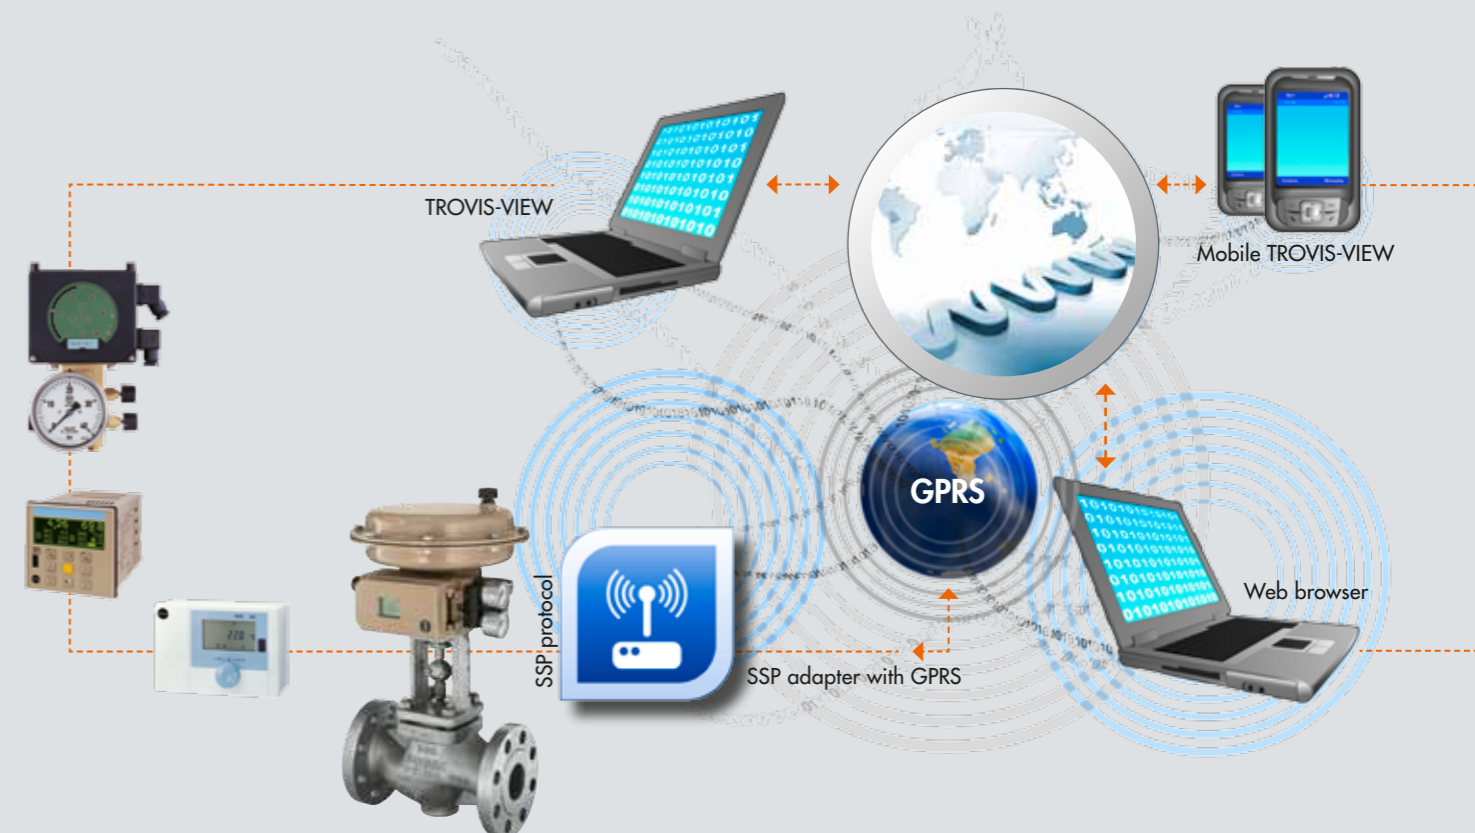 TROVIS-VIEW
Mobile TROVIS-VIEW
GPRS
Web browser
SSP protocol
SSP adapter with GPRS